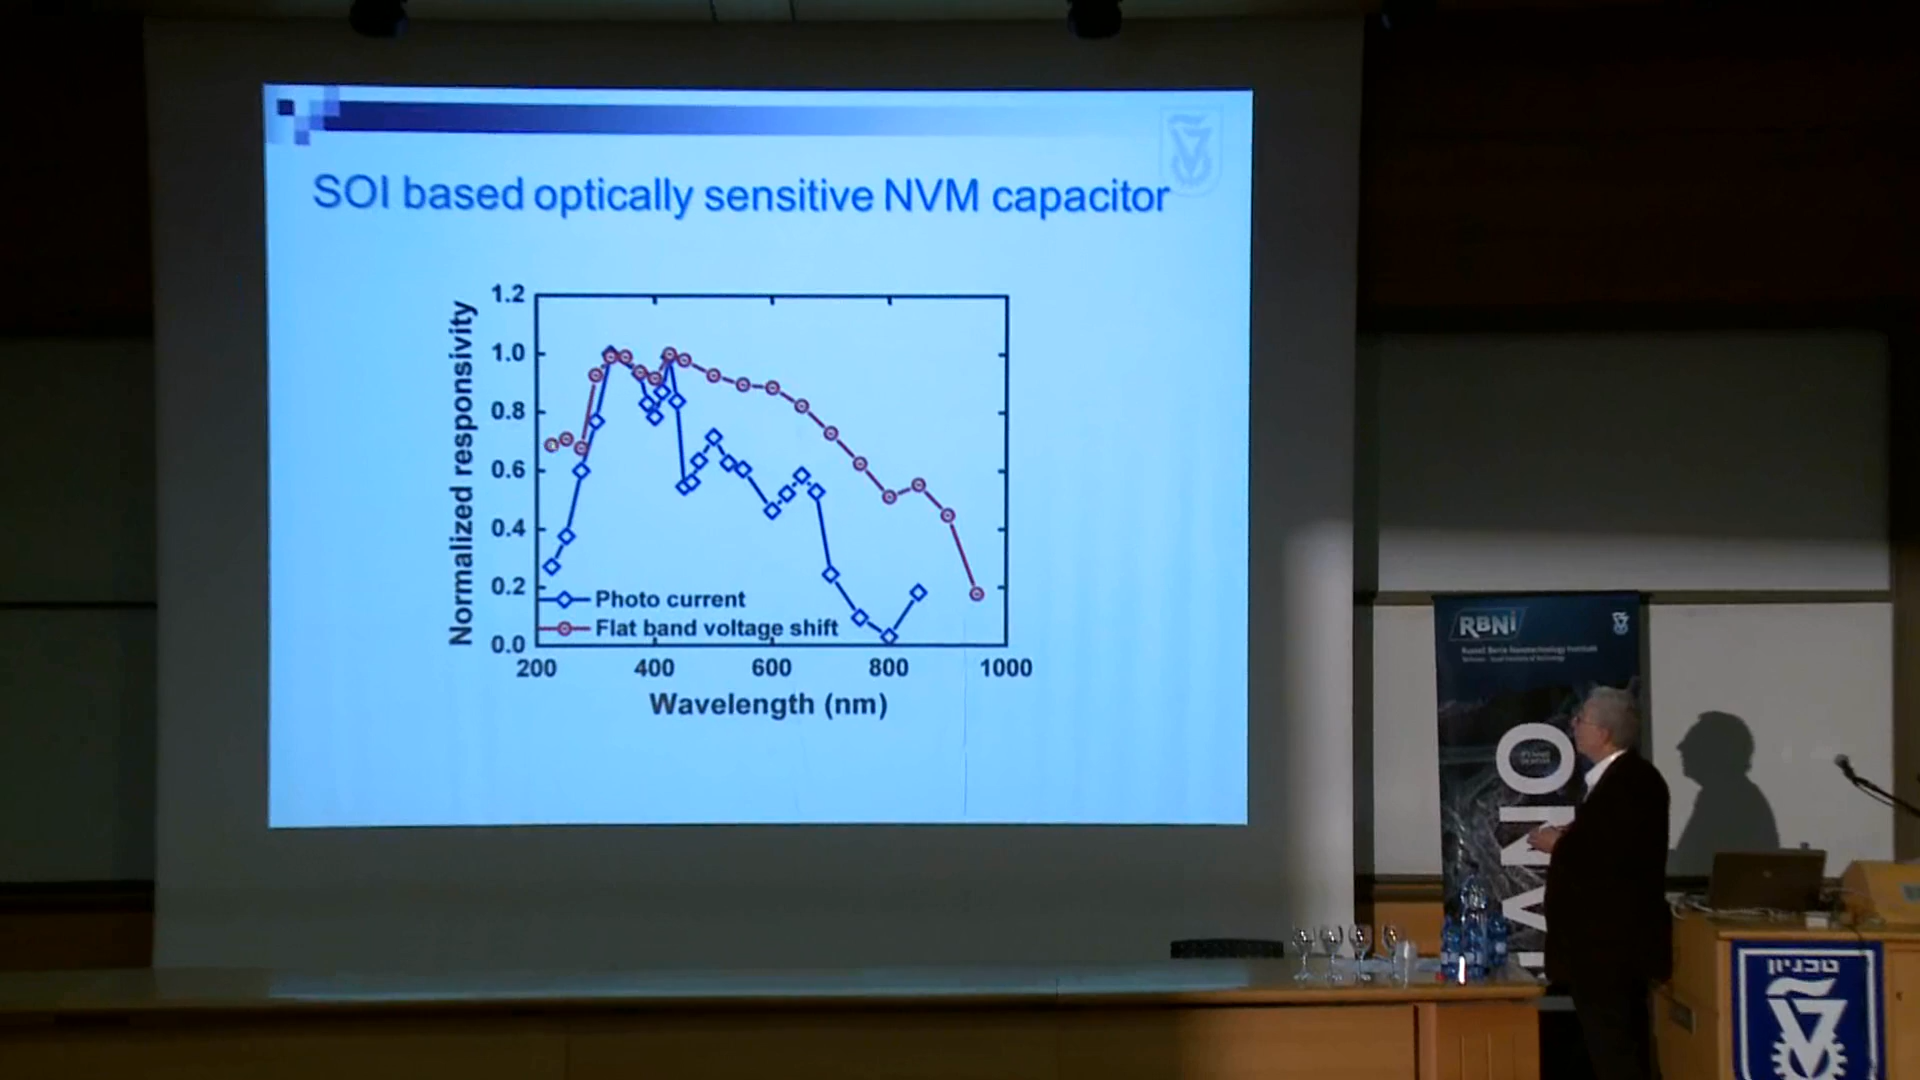 SOI based optically sensitive NVM capacitor
Normalized responsivity
1.2
1.0
0.8
0.6
0.4
0.2
0.0
Photo current
Flat band voltage shift
200 400 600 800 1000
Wavelength (nm)
RBNi
Russell Berrie Nanotechnology Institute
טכניון